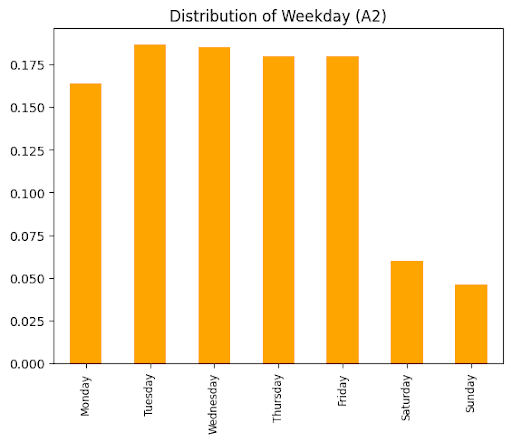 Distribution of Weekday (A2)
0.175
0.150
0.125
0.100
0.075
0.050
0.025
0.000
Monday
Tuesday
Wednesday
Thursday
Friday
Saturday
Sunday